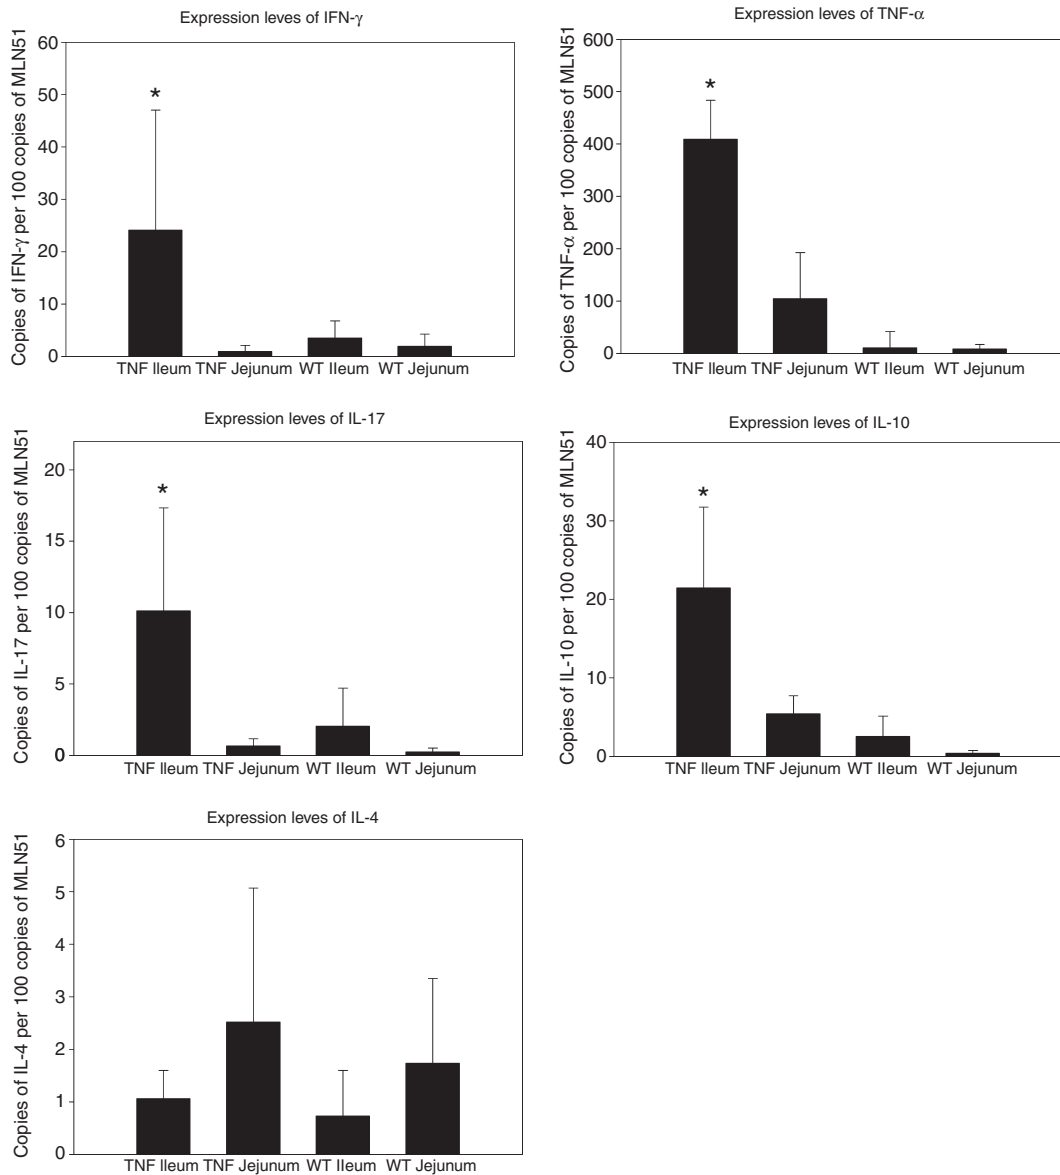 Expression leves of IFN-γ
Copies of IFN-γ per 100 copies of MLN51
60
50
40
30
20
10
0
*
TNF Ileum TNF Jejunum WT Ileum WT Jejunum
Expression leves of TNF-α
Copies of TNF-α per 100 copies of MLN51
600
500
400
300
200
100
0
*
TNF Ileum TNF Jejunum WT Ileum WT Jejunum
Expression leves of IL-17
Copies of IL-17 per 100 copies of MLN51
20
15
10
5
0
*
TNF Ileum TNF Jejunum WT Ileum WT Jejunum
Expression leves of IL-10
Copies of IL-10 per 100 copies of MLN51
40
30
20
10
0
*
TNF Ileum TNF Jejunum WT Ileum WT Jejunum
Expression leves of IL-4
Copies of IL-4 per 100 copies of MLN51
6
5
4
3
2
1
0
TNF Ileum TNF Jejunum WT Ileum WT Jejunum